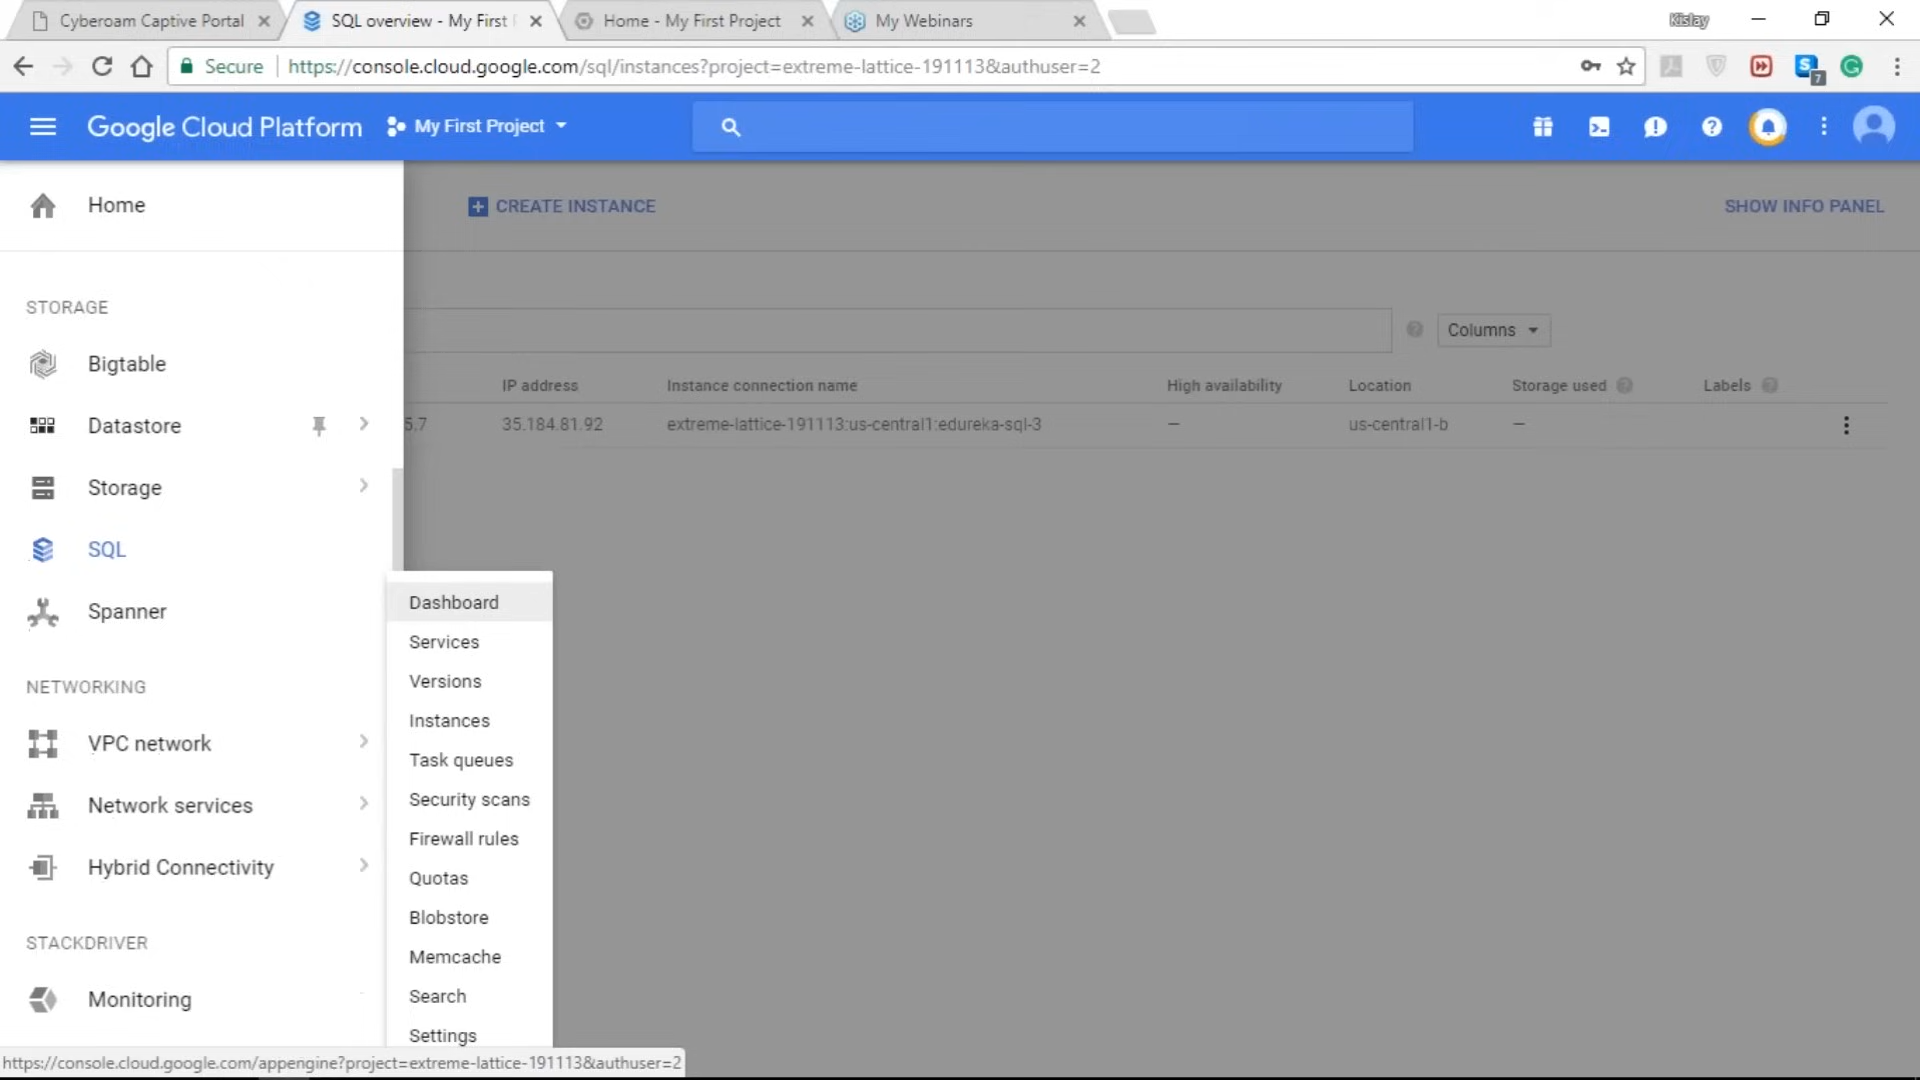 Cyberoam Captive Portal
SQL overview - My First
Home - My First Project
My Webinars
Kislay
Secure
https://console.cloud.google.com/sql/instances?project=extreme-lattice-191113&authuser=2
7
Google Cloud Platform
My First Project
Home
CREATE INSTANCE
SHOW INFO PANEL
STORAGE
Columns
Bigtable
IP address
Instance connection name
High availability
Location
Storage used
Labels
Datastore
5.7
35.184.81.92
extreme-lattice-191113:us-central1:edureka-sql-3
—
us-central1-b
—
Storage
SQL
Spanner
NETWORKING
VPC network
Network services
Hybrid Connectivity
STACKDRIVER
Monitoring
Dashboard
Services
Versions
Instances
Task queues
Security scans
Firewall rules
Quotas
Blobstore
Memcache
Search
Settings
https://console.cloud.google.com/appengine?project=extreme-lattice-191113&authuser=2